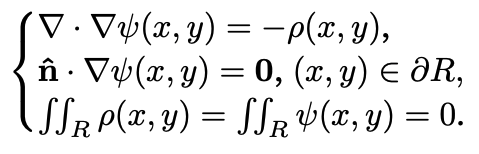 ∇ · ∇ψ(x, y) = −ρ(x, y),
n̂ · ∇ψ(x, y) = 0, (x, y) ∈ ∂R,
∬_R ρ(x, y) = ∬_R ψ(x, y) = 0.